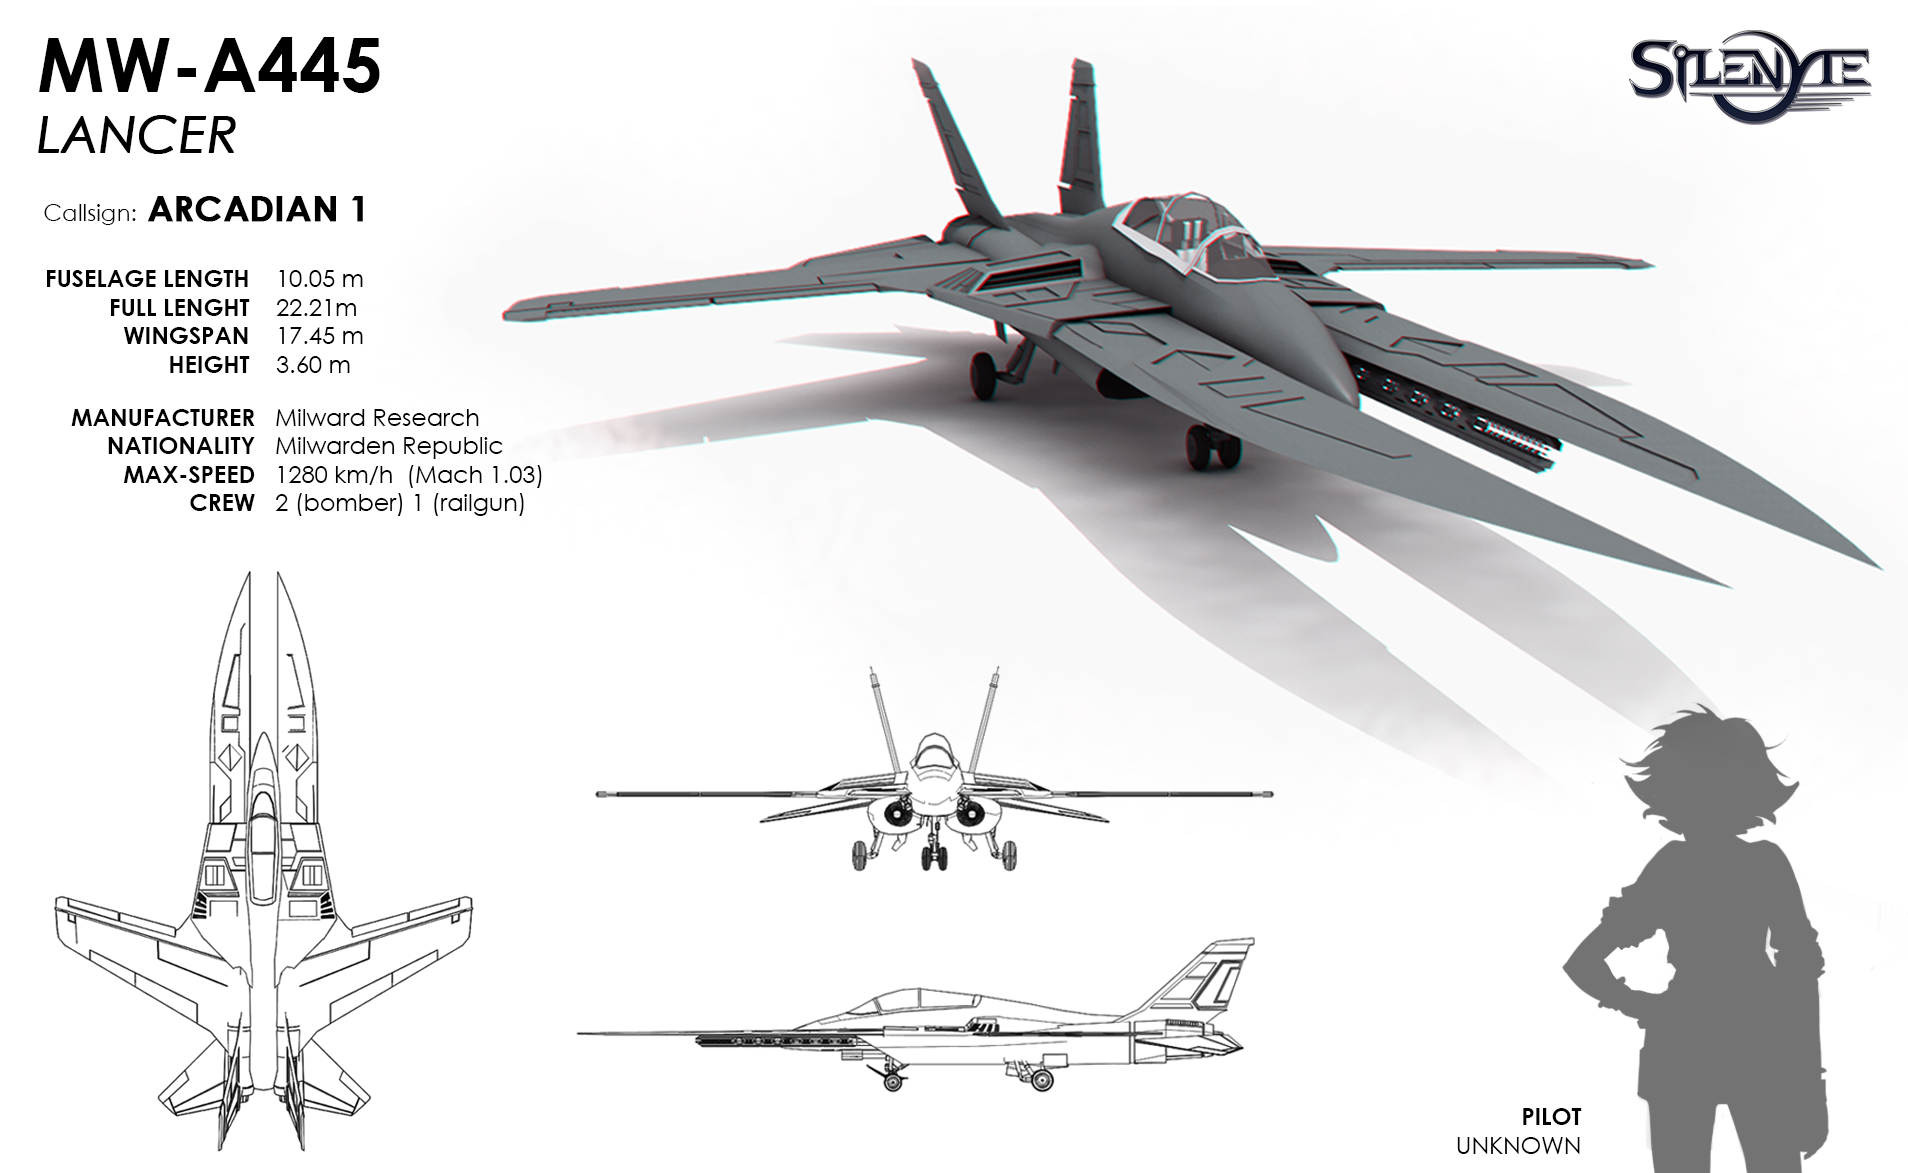 MW-A445
LANCER
SILENYTE
Callsign: ARCADIAN 1
FUSELAGE LENGTH 10.05 m
FULL LENGHT 22.21m
WINGSPAN 17.45 m
HEIGHT 3.60 m
MANUFACTURER Milward Research
NATIONALITY Milwarden Republic
MAX-SPEED 1280 km/h (Mach 1.03)
CREW 2 (bomber) 1 (railgun)
PILOT
UNKNOWN